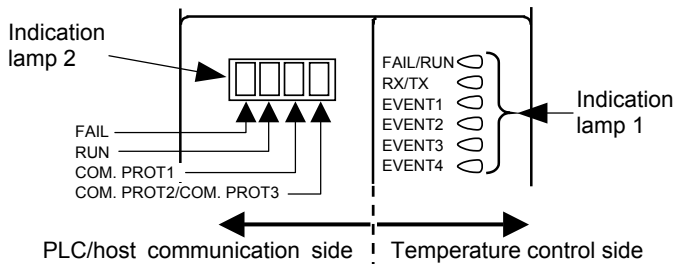 Indication
lamp 2
FAIL
RUN
COM. PROT1
COM. PROT2/COM. PROT3
FAIL/RUN
RX/TX
EVENT1
EVENT2
EVENT3
EVENT4
Indication
lamp 1
PLC/host communication side
Temperature control side